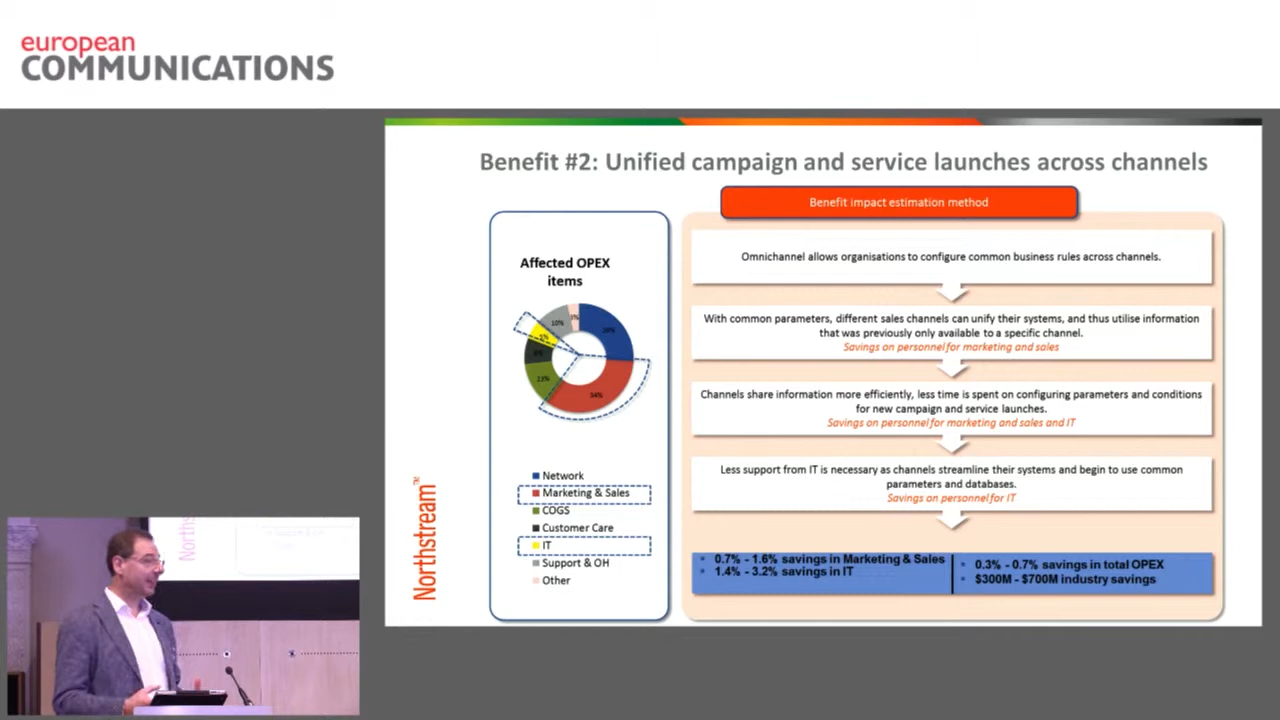 european
COMMUNICATIONS
Benefit #2: Unified campaign and service launches across channels
Benefit impact estimation method
Affected OPEX
items
10%
34%
13%
Network
Marketing & Sales
COGS
Customer Care
IT
Support & OH
Other
Omnichannel allows organisations to configure common business rules across channels.
With common parameters, different sales channels can unify their systems, and thus utilise information
that was previously only available to a specific channel.
Savings on personnel for marketing and sales
Channels share information more efficiently, less time is spent on configuring parameters and conditions
for new campaign and service launches.
Savings on personnel for marketing and sales and IT
Less support from IT is necessary as channels streamline their systems and begin to use common
parameters and databases.
Savings on personnel for IT
0.7% - 1.6% savings in Marketing & Sales
1.4% - 3.2% savings in IT
0.3% - 0.7% savings in total OPEX
$300M - $700M industry savings
Northstream™